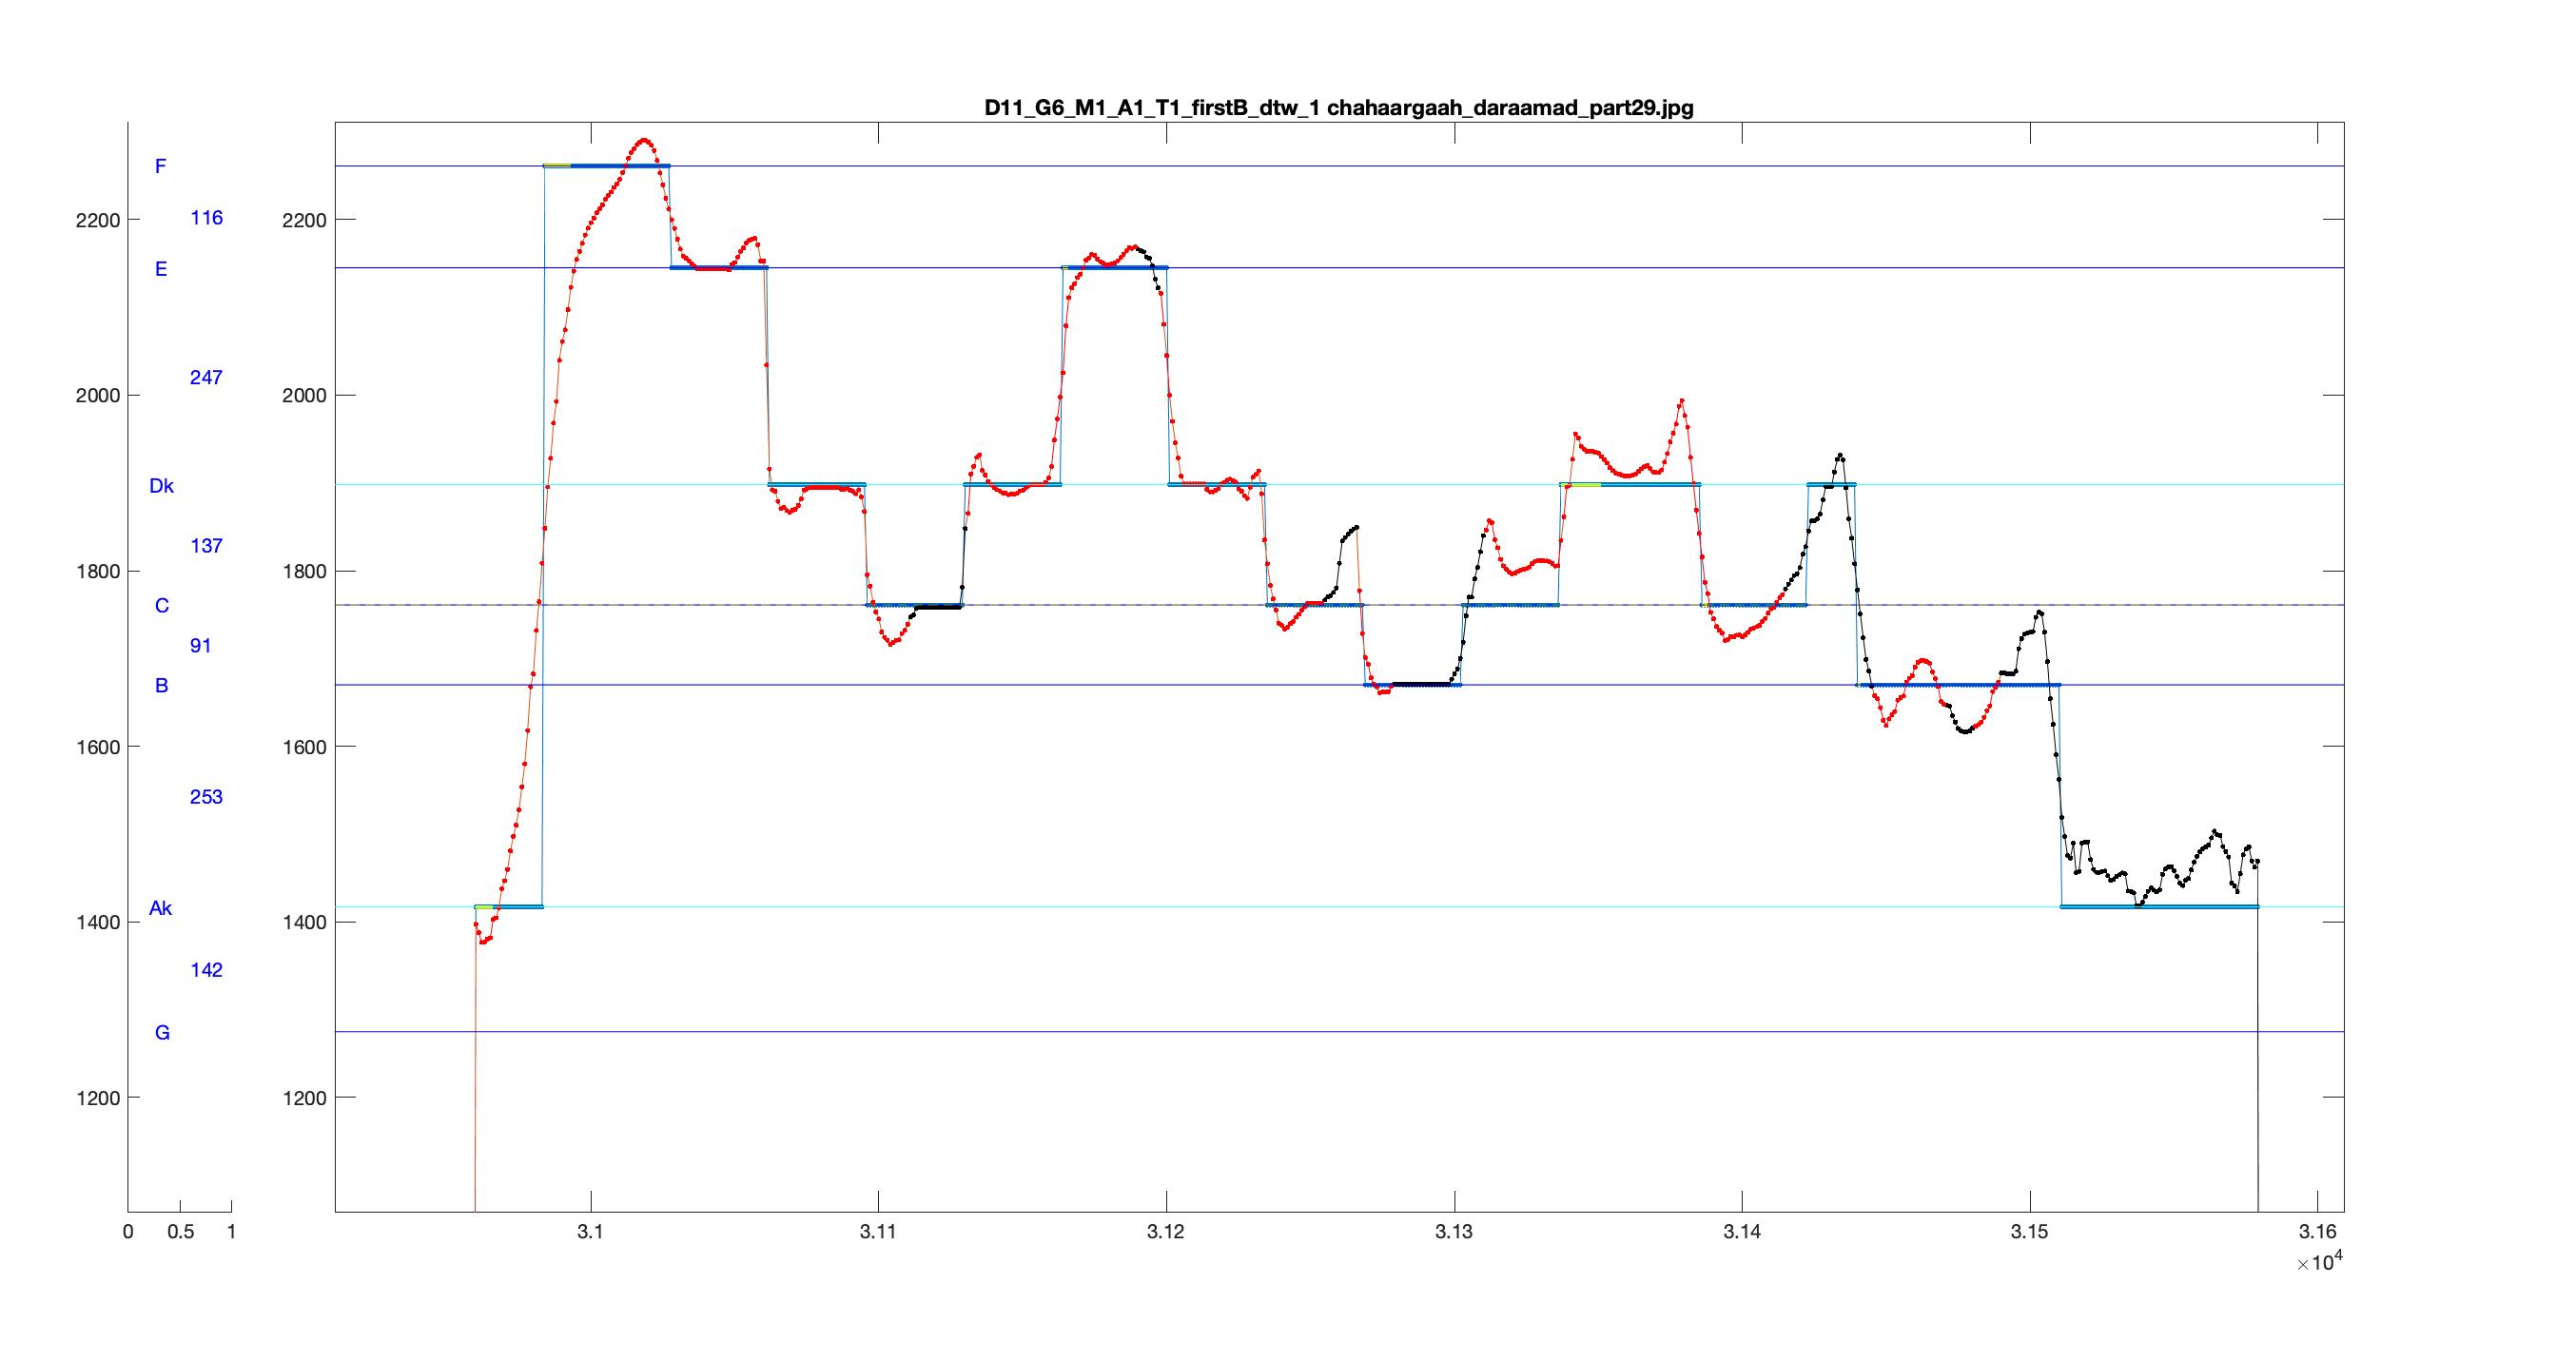 D11_G6_M1_A1_T1_firstB_dtw_1 chahaargaah_daraamad_part29.jpg
F
2200 116 2200
E
247
2000 2000
Dk
137
1800 1800
C
91
B
1600 1600
253
Ak
1400 1400
142
G
1200 1200
0 0.5 1 3.1 3.11 3.12 3.13 3.14 3.15 3.16
×10⁴